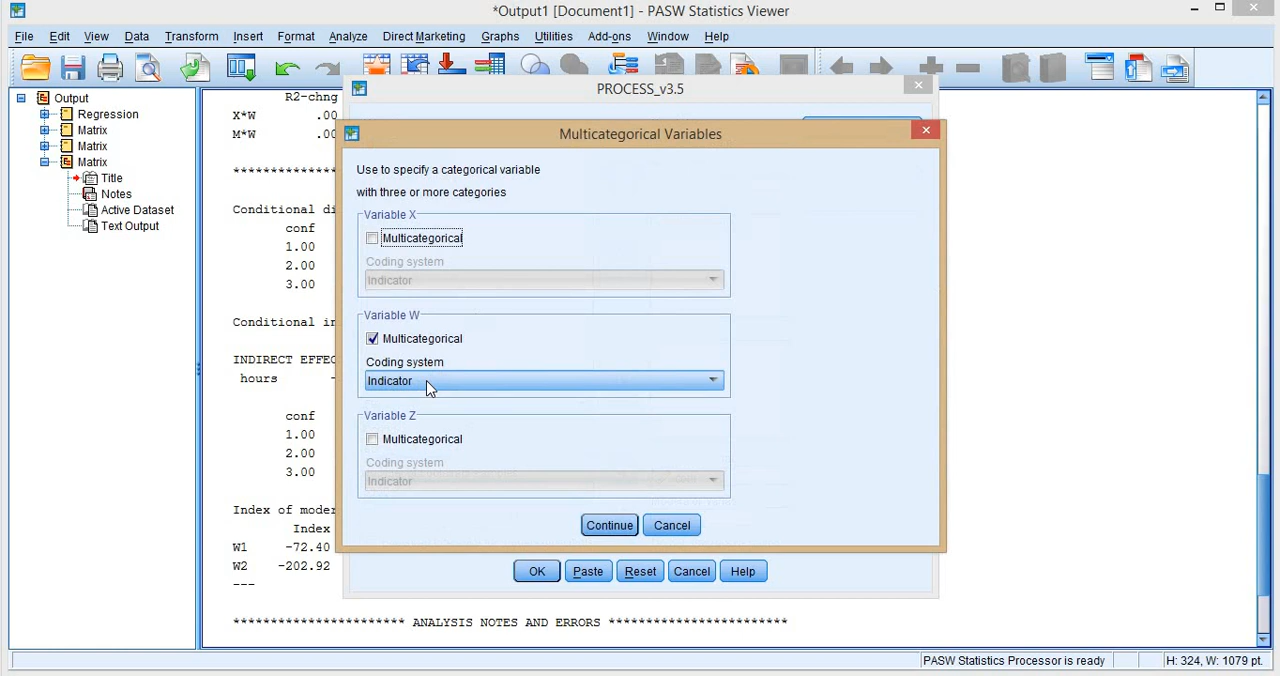 *Output1 [Document1] - PASW Statistics Viewer
File Edit View Data Transform Insert Format Analyze Direct Marketing Graphs Utilities Add-ons Window Help
Output
Regression
Matrix
Matrix
Matrix
Title
Notes
Active Dataset
Text Output
R2-chng
X*W .00
M*W .00
Conditional di
conf
1.00
2.00
3.00
Conditional in
INDIRECT EFFE
hours -
conf
1.00
2.00
3.00
Index of moder
Index
W1 -72.40
W2 -202.92
---
*********************** ANALYSIS NOTES AND ERRORS ************************
PROCESS_v3.5
Multicategorical Variables
Use to specify a categorical variable
with three or more categories
Variable X
Multicategorical
Coding system
Indicator
Variable W
Multicategorical
Coding system
Indicator
Variable Z
Multicategorical
Coding system
Indicator
Continue Cancel
OK Paste Reset Cancel Help
PASW Statistics Processor is ready H: 324, W: 1079 pt.